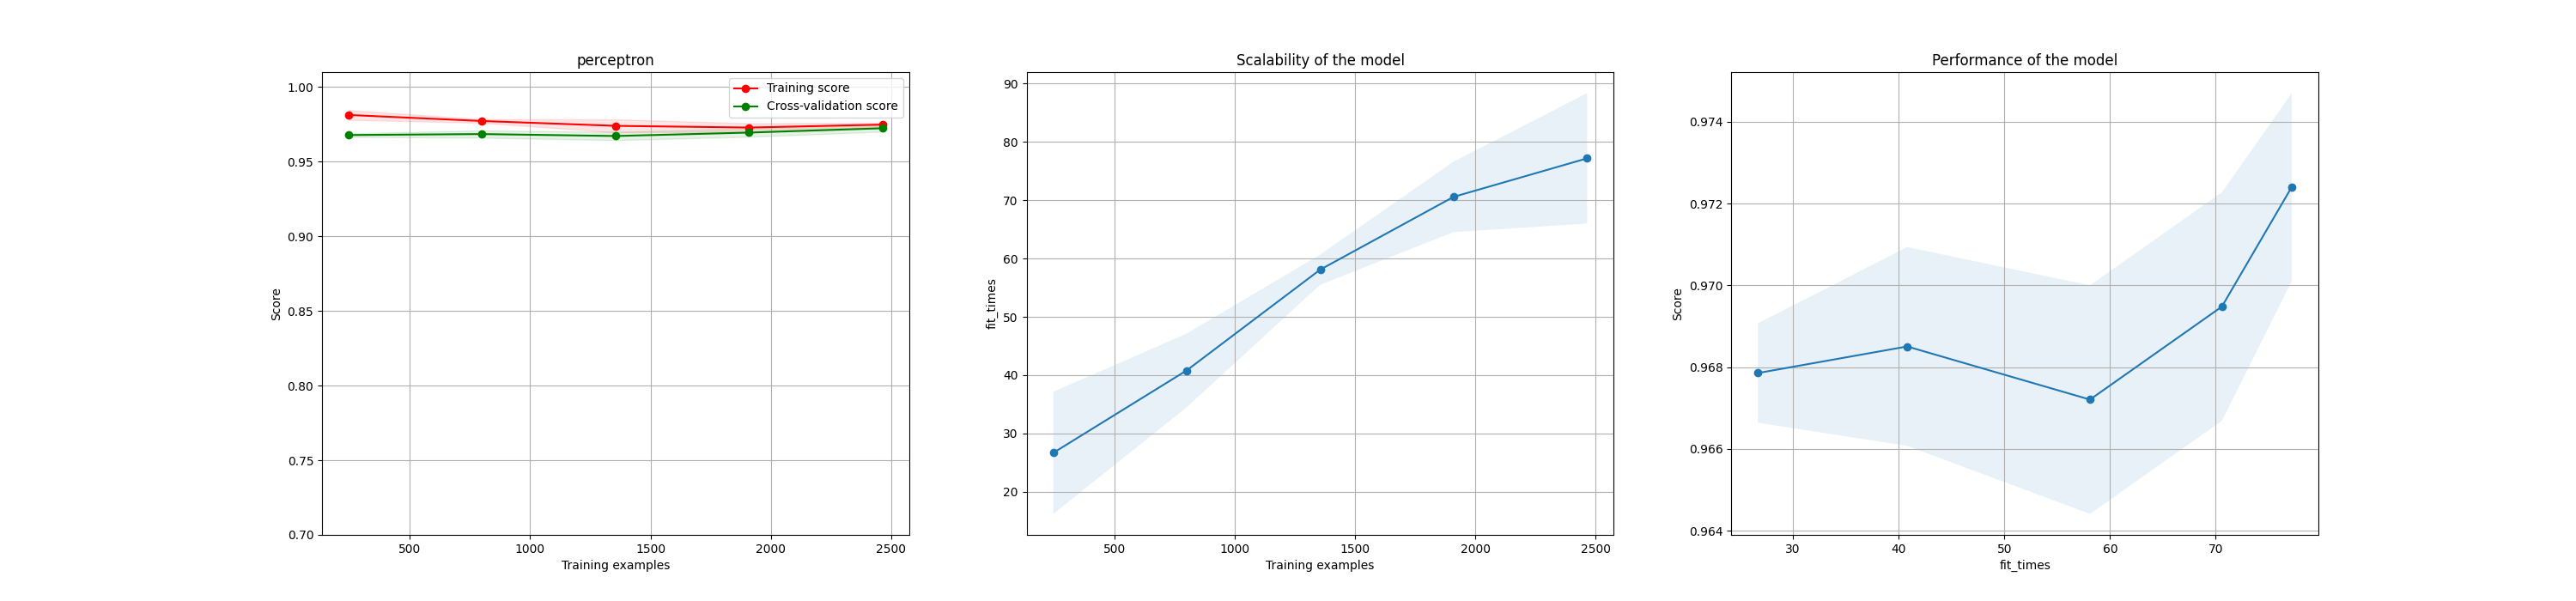 perceptron
1.00
0.95
0.90
0.85
0.80
0.75
0.70
Score
Training score
Cross-validation score
500 1000 1500 2000 2500
Training examples
Scalability of the model
90
80
70
60
50
40
30
20
fit_times
500 1000 1500 2000 2500
Training examples
Performance of the model
0.974
0.972
0.970
0.968
0.966
0.964
Score
30 40 50 60 70
fit_times